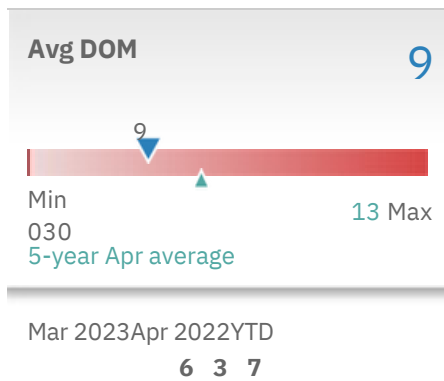 Avg DOM
9
9
Min
13 Max
030
5-year Apr average
Mar 2023Apr 2022YTD
6 3 7